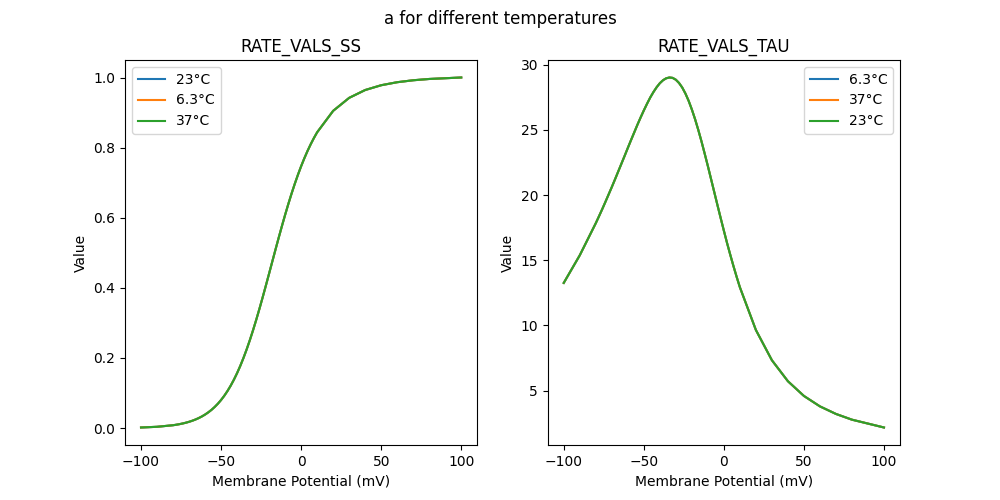 a for different temperatures
RATE_VALS_SS
1.0
0.8
0.6
0.4
0.2
0.0
Value
23°C
6.3°C
37°C
−100
−50
0
50
100
Membrane Potential (mV)
RATE_VALS_TAU
30
25
20
15
10
5
Value
6.3°C
37°C
23°C
−100
−50
0
50
100
Membrane Potential (mV)